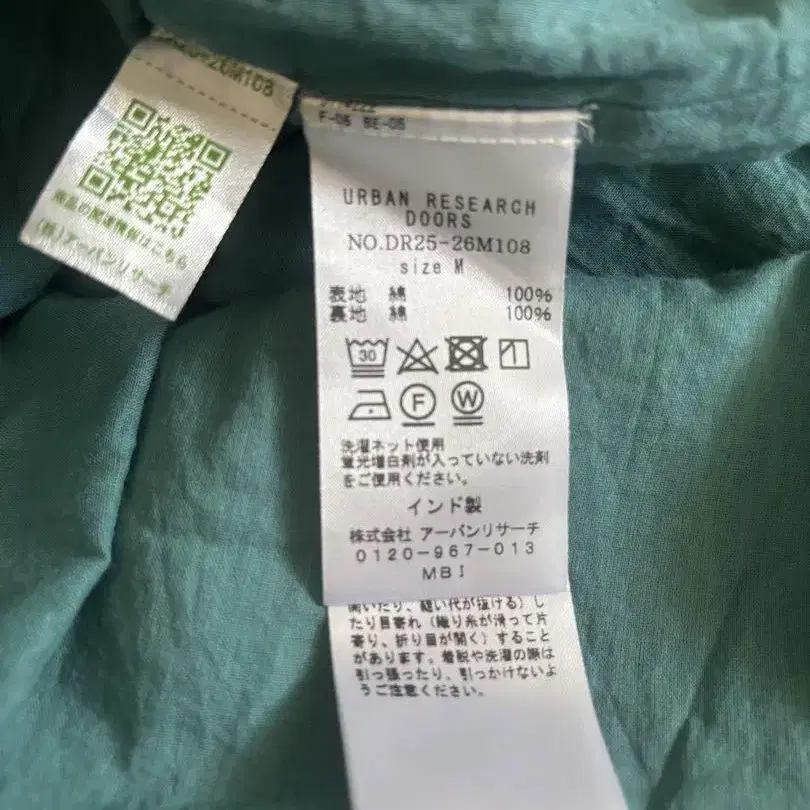 26M108
商品の関連情報はこちら
(株)アーバンリサーチ
F-05 BE-05
URBAN RESEARCH
DOORS
NO.DR25-26M108
size M
表地 綿 100%
裏地 綿 100%
30
F W
洗濯ネット使用
蛍光増白剤が入っていない洗剤
をご使用ください。
インド製
株式会社 アーバンリサーチ
0120-967-013
MBI
開いたり、縫い代が抜ける)し
たり目寄れ(織り糸が滑って片
寄り、折り目が開く)すること
があります。着脱や洗濯の際は
引っ張ったり、引っかけないよ
うご注意ください。